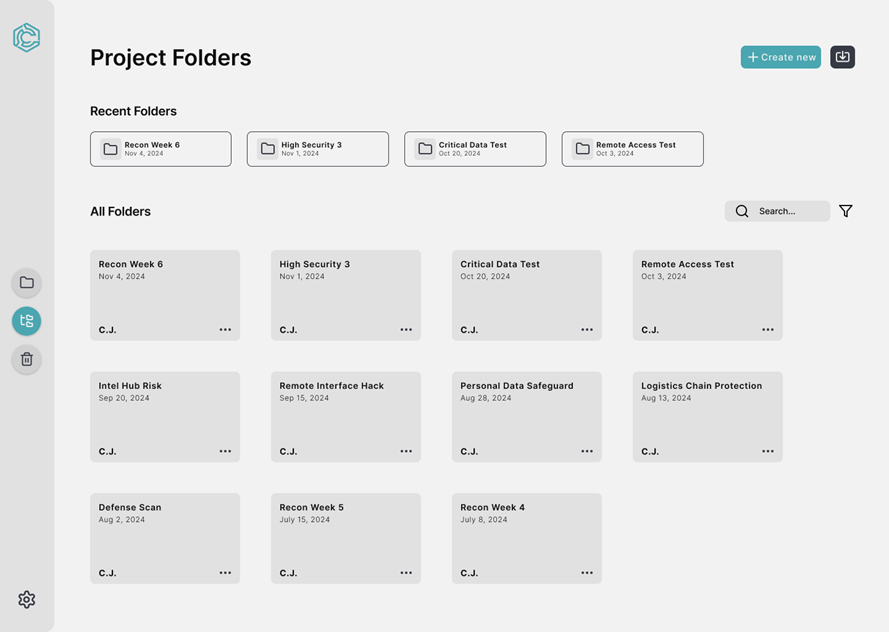 Project Folders
Create new
Recent Folders
Recon Week 6
Nov 4, 2024
High Security 3
Nov 1, 2024
Critical Data Test
Oct 20, 2024
Remote Access Test
Oct 3, 2024
All Folders
Search...
Recon Week 6
Nov 4, 2024
C.J.
High Security 3
Nov 1, 2024
C.J.
Critical Data Test
Oct 20, 2024
C.J.
Remote Access Test
Oct 3, 2024
C.J.
Intel Hub Risk
Sep 20, 2024
C.J.
Remote Interface Hack
Sep 15, 2024
C.J.
Personal Data Safeguard
Aug 28, 2024
C.J.
Logistics Chain Protection
Aug 13, 2024
C.J.
Defense Scan
Aug 2, 2024
C.J.
Recon Week 5
July 15, 2024
C.J.
Recon Week 4
July 8, 2024
C.J.